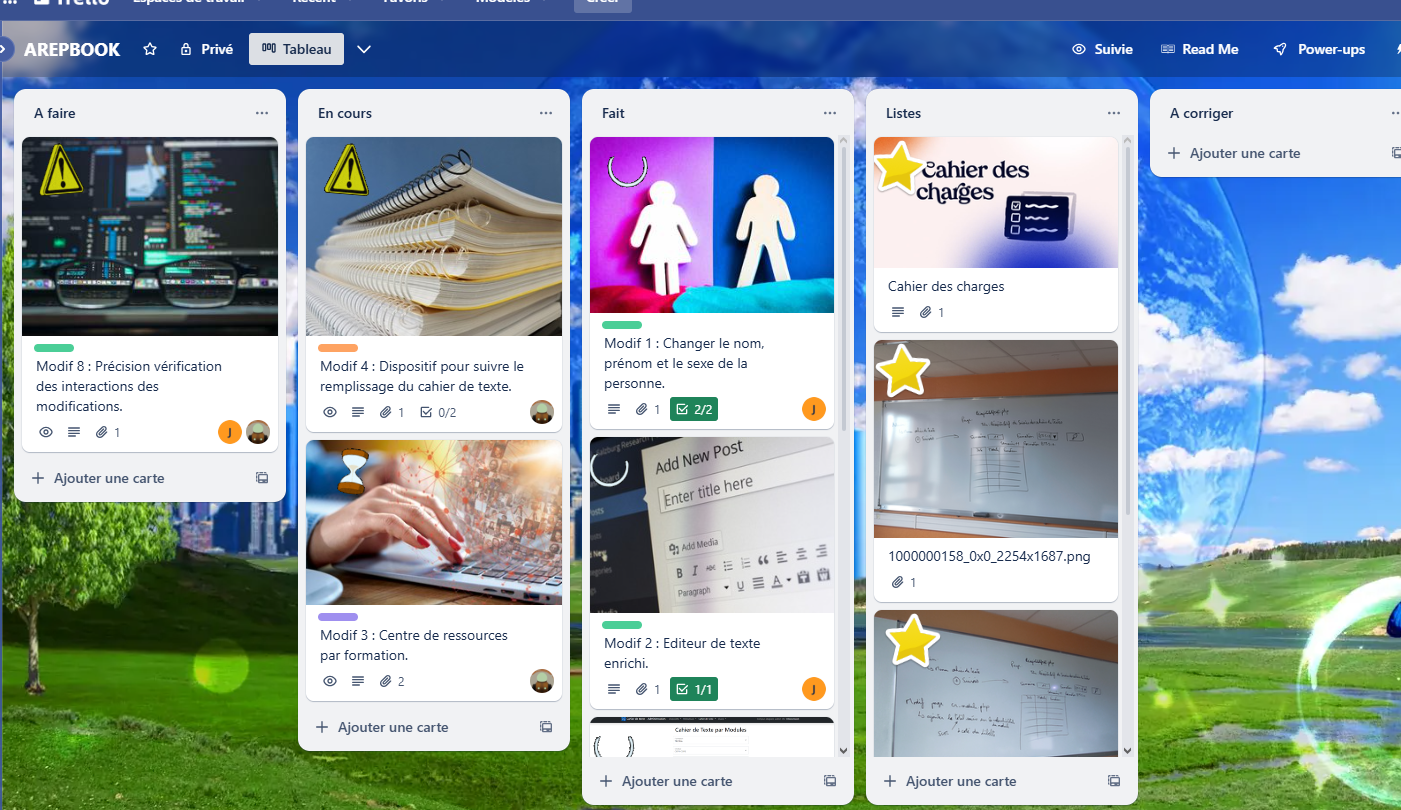 Trello
Espaces de travail
Récent
Favoris
Modèles
Créer
AREPBOOK
Privé
Tableau
Suivie
Read Me
Power-ups
A faire
Modif 8 : Précision vérification
des interactions des
modifications.
1
J
Ajouter une carte
En cours
Modif 4 : Dispositif pour suivre le
remplissage du cahier de texte.
1
0/2
Modif 3 : Centre de ressources
par formation.
2
Ajouter une carte
Fait
Modif 1 : Changer le nom,
prénom et le sexe de la
personne.
1
2/2
J
Add New Post
Enter title here
Add Media
B I ABC
Paragraph
U
A
Modif 2 : Editeur de texte
enrichi.
1
1/1
J
Cahier de Texte par Modules
Ajouter une carte
Listes
Cahier des
charges
Cahier des charges
1
1000000158_0x0_2254x1687.png
1
Ajouter une carte
A corriger
Ajouter une carte